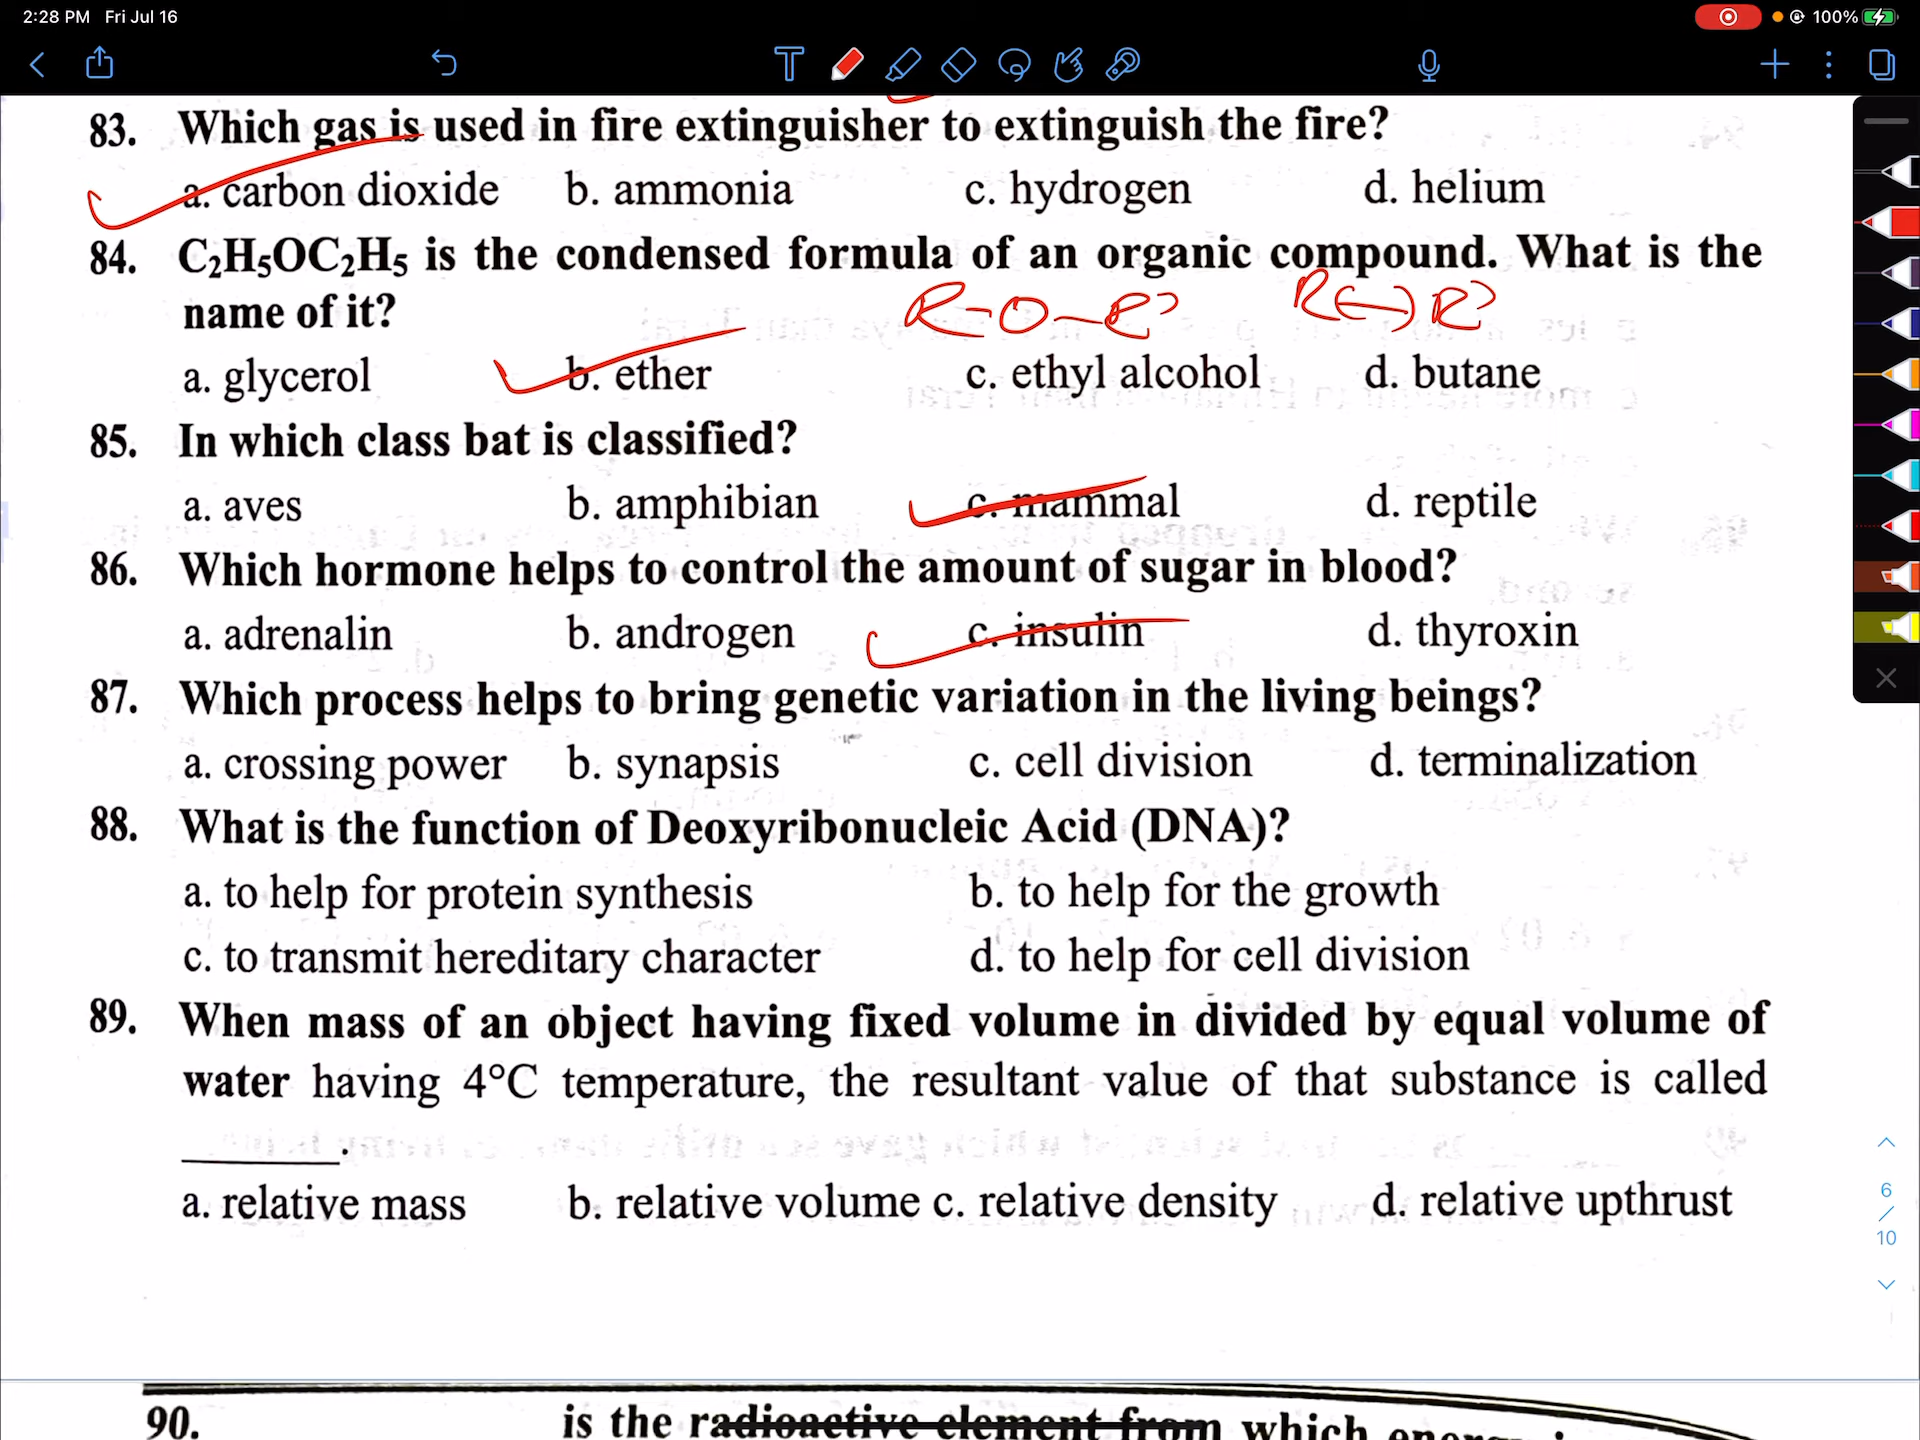 2:28 PM Fri Jul 16 100%
83. Which gas is used in fire extinguisher to extinguish the fire?
a. carbon dioxide b. ammonia c. hydrogen d. helium
84. C₂H₅OC₂H₅ is the condensed formula of an organic compound. What is the
name of it?
R-O-R'
R(-)R'
a. glycerol b. ether c. ethyl alcohol d. butane
85. In which class bat is classified?
a. aves b. amphibian c. mammal d. reptile
86. Which hormone helps to control the amount of sugar in blood?
a. adrenalin b. androgen c. insulin d. thyroxin
87. Which process helps to bring genetic variation in the living beings?
a. crossing power b. synapsis c. cell division d. terminalization
88. What is the function of Deoxyribonucleic Acid (DNA)?
a. to help for protein synthesis b. to help for the growth
c. to transmit hereditary character d. to help for cell division
89. When mass of an object having fixed volume in divided by equal volume of
water having 4°C temperature, the resultant value of that substance is called
________.
a. relative mass b. relative volume c. relative density d. relative upthrust
6
/
10
90. is the radioactive element from which